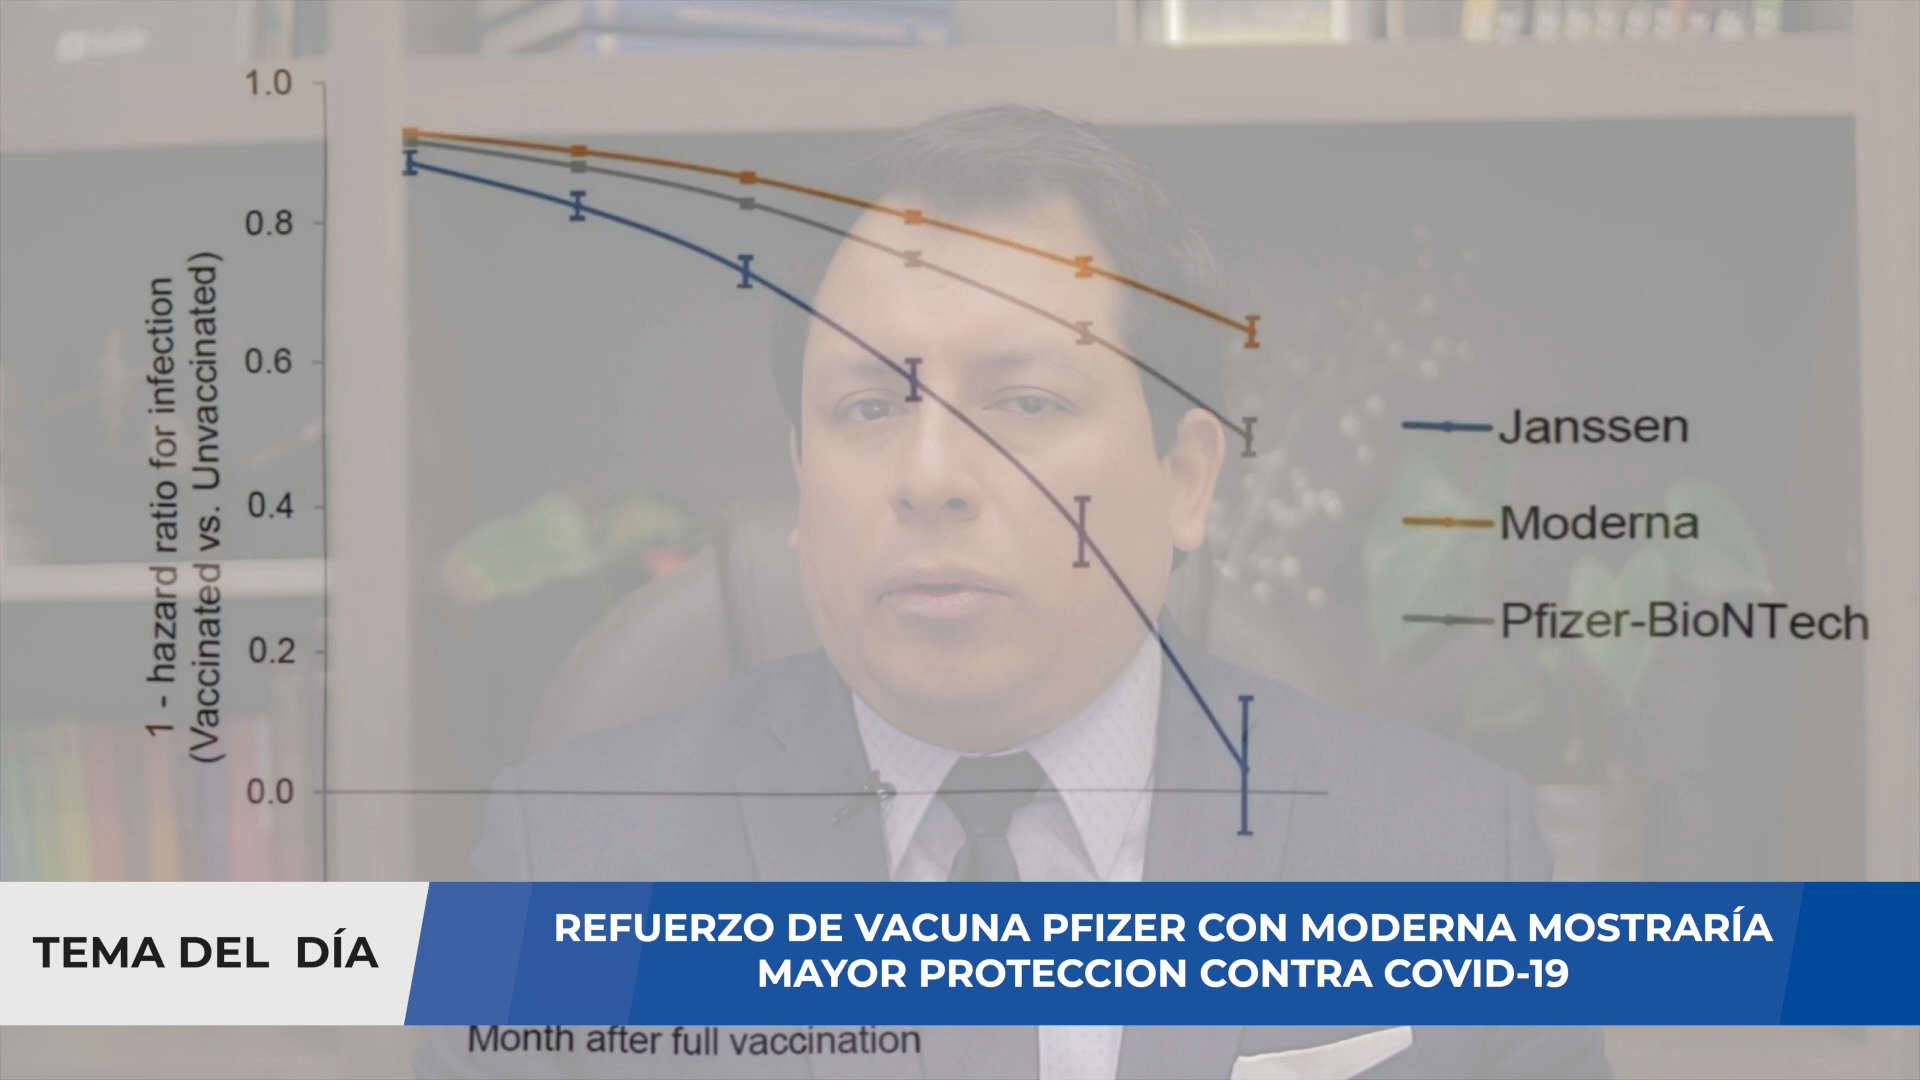 1.0
0.8
0.6
0.4
0.2
0.0
1 - hazard ratio for infection
(Vaccinated vs. Unvaccinated)
Janssen
Moderna
Pfizer-BioNTech
TEMA DEL DÍA
REFUERZO DE VACUNA PFIZER CON MODERNA MOSTRARÍA
MAYOR PROTECCION CONTRA COVID-19
Month after full vaccination